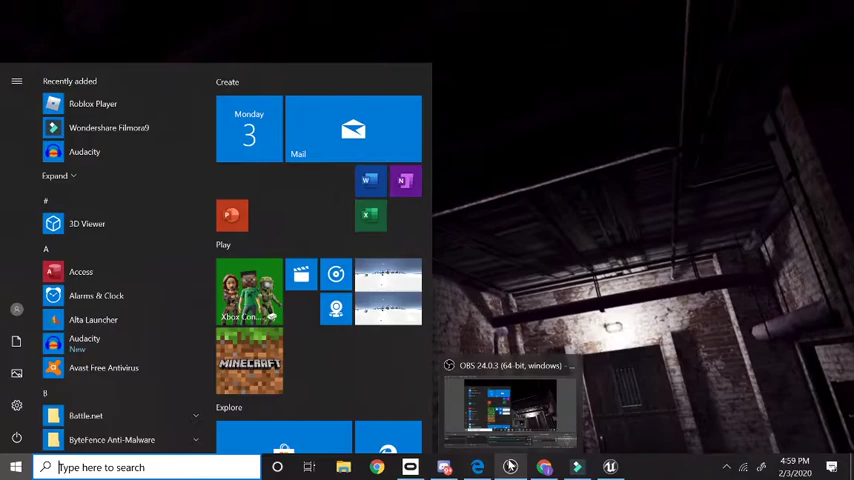 Recently added
Roblox Player
Wondershare Filmora9
Audacity
Expand
#
3D Viewer
A
Access
Alarms & Clock
Alta Launcher
Audacity
New
Avast Free Antivirus
B
Battle.net
ByteFence Anti-Malware
Create
Monday
3
Mail
Play
Xbox Con...
MINECRAFT
Explore
OBS 24.0.3 (64-bit, windows) - ...
Type here to search
4:59 PM
2/3/2020